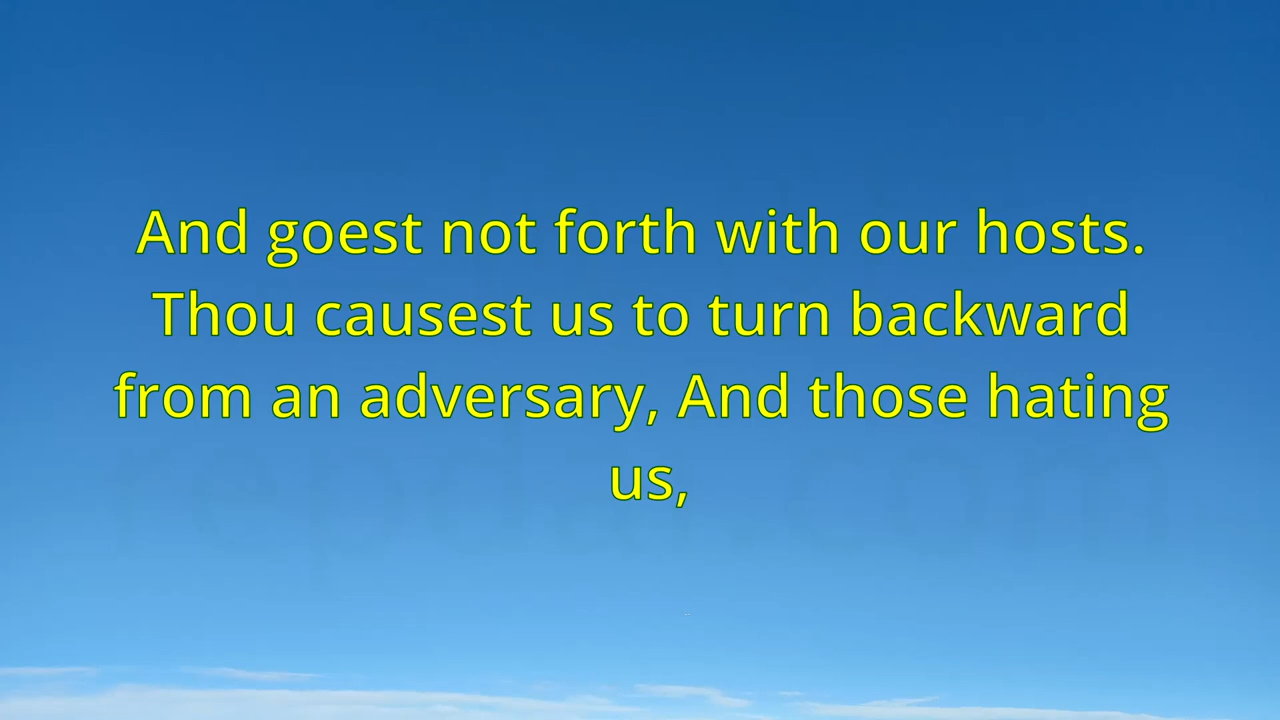 And goest not forth with our hosts.
Thou causest us to turn backward
from an adversary, And those hating
us,